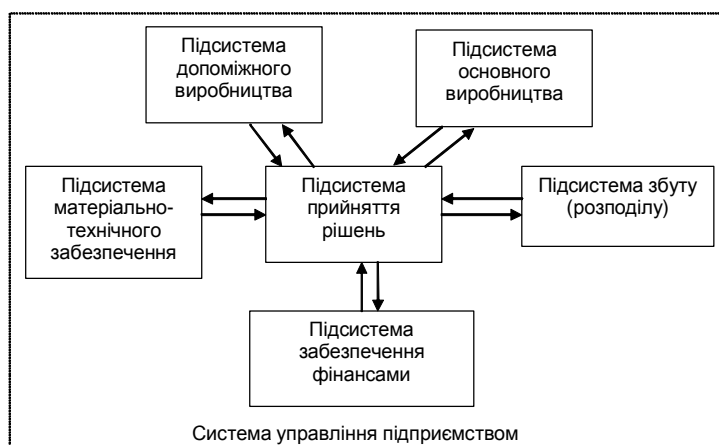 Підсистема
допоміжного
виробництва
Підсистема
основного
виробництва
Підсистема
матеріально-
технічного
забезпечення
Підсистема
прийняття
рішень
Підсистема збуту
(розподілу)
Підсистема
забезпечення
фінансами
Система управління підприємством